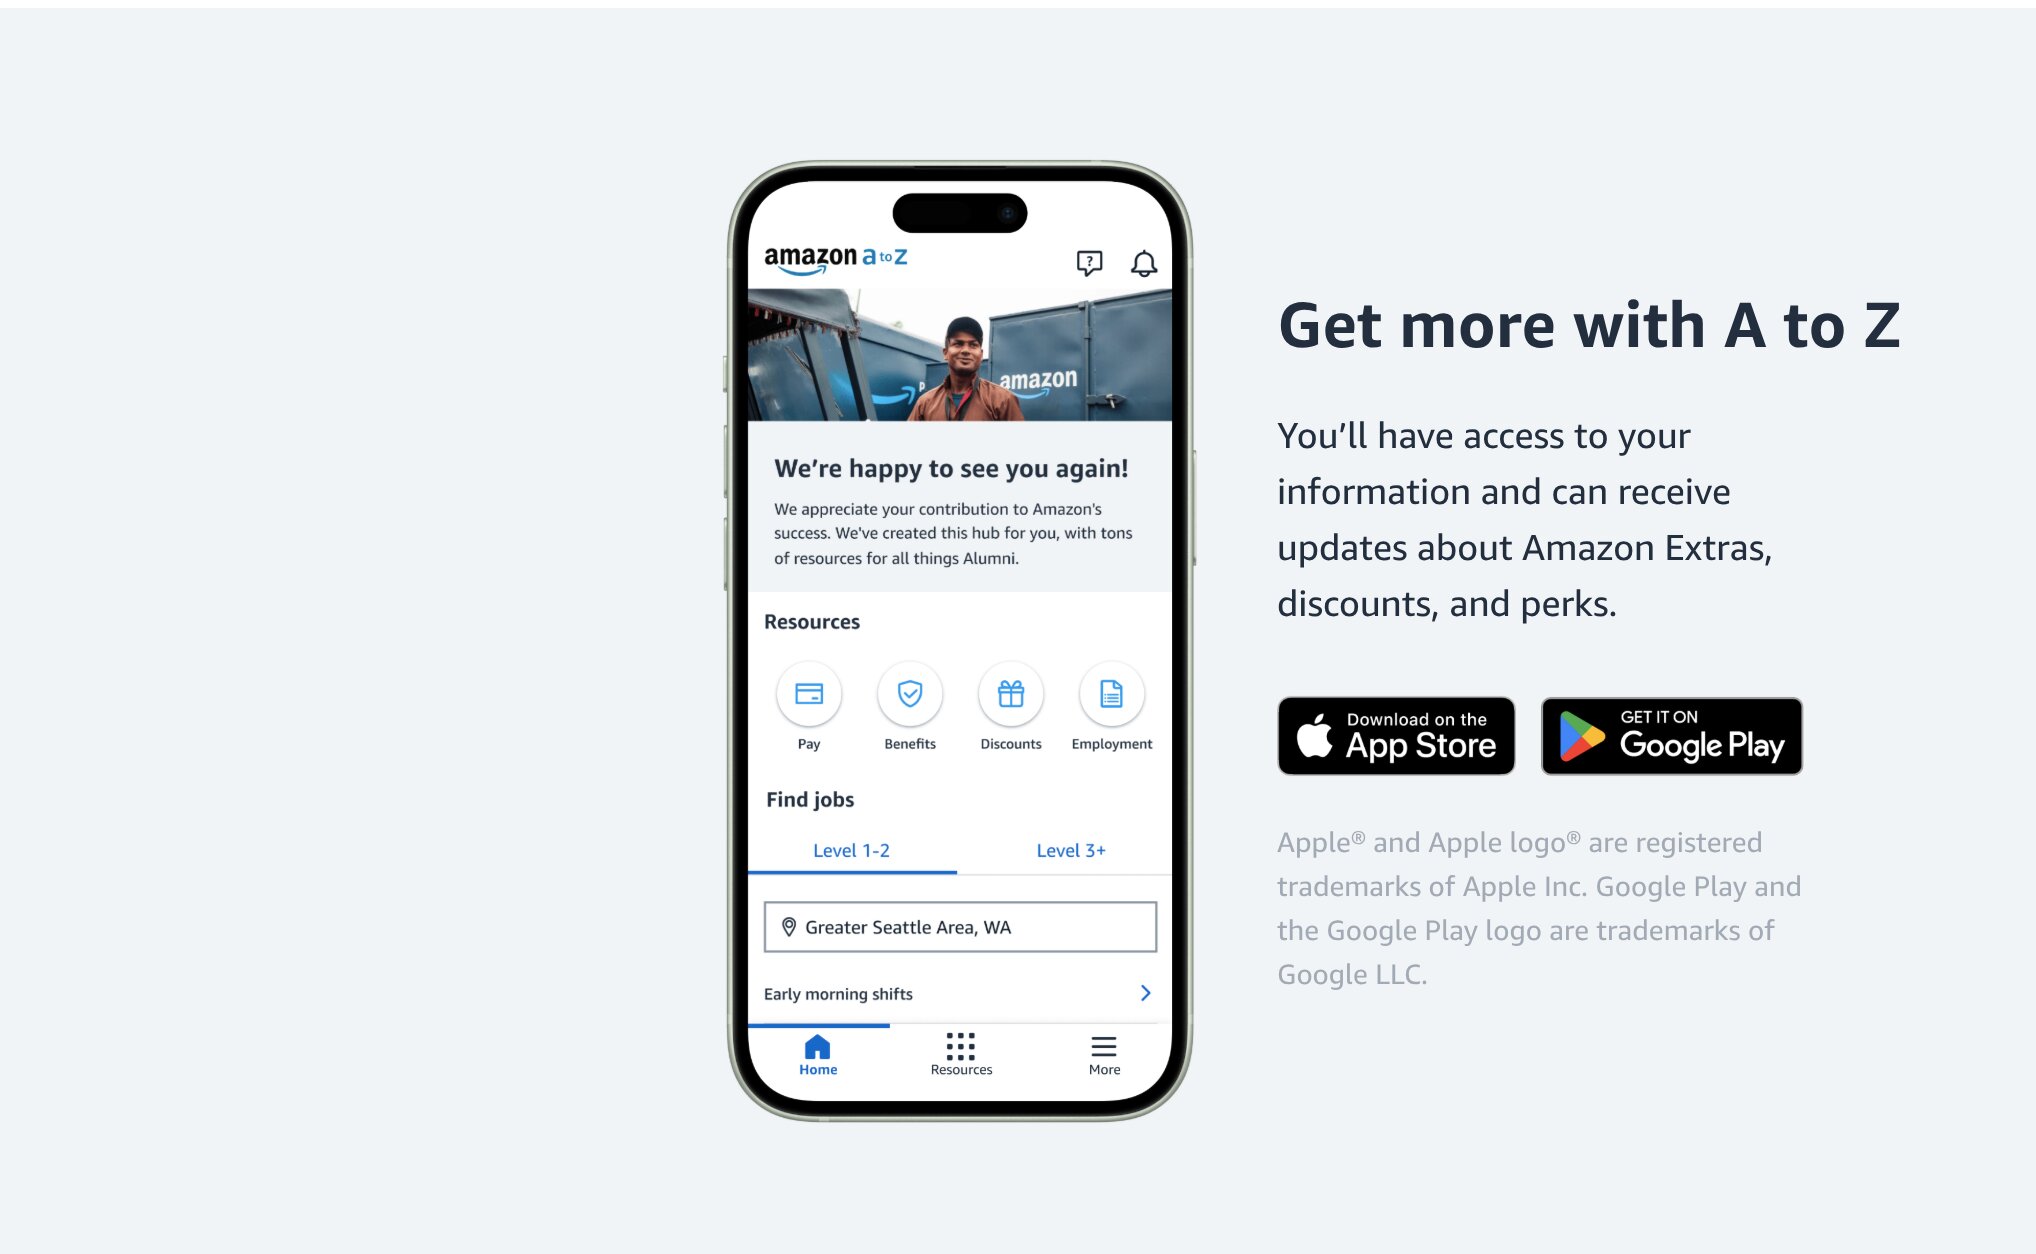 amazon a to z
?
P
amazon
We’re happy to see you again!
We appreciate your contribution to Amazon's
success. We've created this hub for you, with tons
of resources for all things Alumni.
Resources
Pay
Benefits
Discounts
Employment
Find jobs
Level 1-2
Level 3+
Greater Seattle Area, WA
Early morning shifts
Home
Resources
More
Get more with A to Z
You’ll have access to your
information and can receive
updates about Amazon Extras,
discounts, and perks.
Download on the
App Store
GET IT ON
Google Play
Apple® and Apple logo® are registered
trademarks of Apple Inc. Google Play and
the Google Play logo are trademarks of
Google LLC.